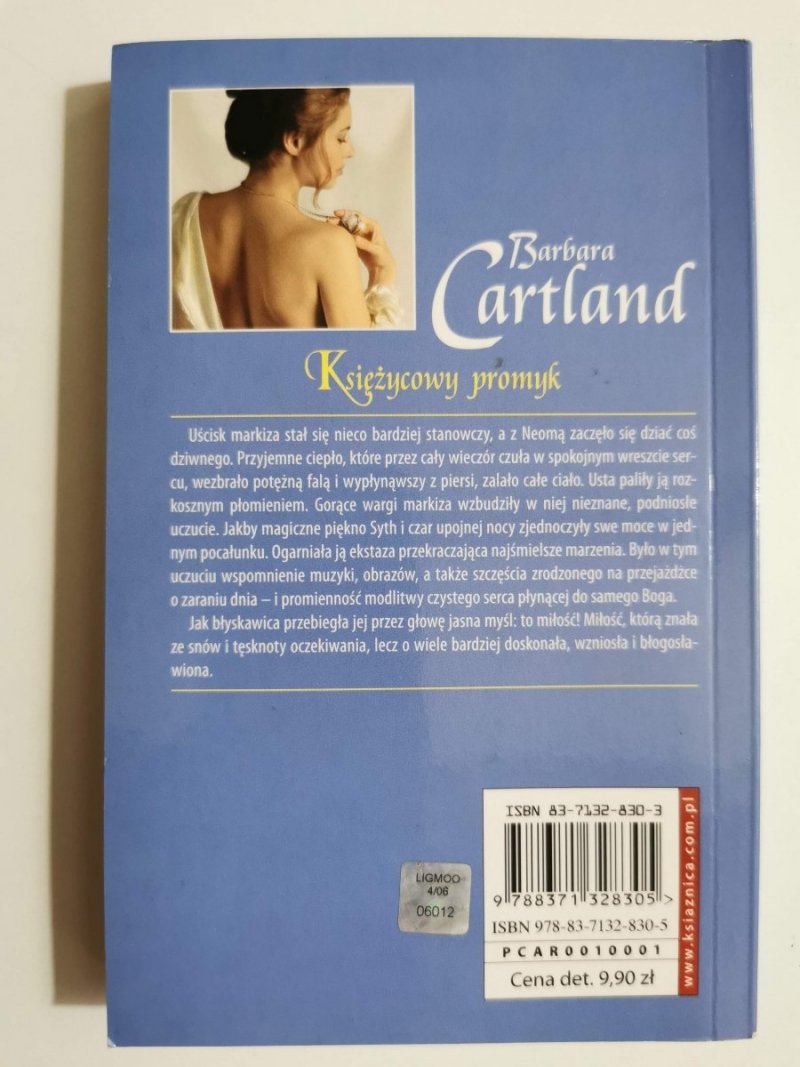 Barbara
Cartland
Księżycowy promyk
Uścisk markiza stał się nieco bardziej stanowczy, a z Neomą zaczęło się dziać coś
dziwnego. Przyjemne ciepło, które przez cały wieczór czuła w spokojnym wreszcie ser-
cu, wezbrało potężną falą i wypłynąwszy z piersi, zalało całe ciało. Usta paliły ją roz-
kosznym płomieniem. Gorące wargi markiza wzbudziły w niej nieznane, podniosłe
uczucie. Jakby magiczne piękno Syth i czar upojnej nocy zjednoczyły swe moce w jed-
nym pocałunku. Ogarniała ją ekstaza przekraczająca najśmielsze marzenia. Było w tym
uczuciu wspomnienie muzyki, obrazów, a także szczęścia zrodzonego na przejażdżce
o zaraniu dnia – i promienność modlitwy czystego serca płynącej do samego Boga.
Jak błyskawica przebiegła jej przez głowę jasna myśl: to miłość! Miłość, którą znała
ze snów i tęsknoty oczekiwania, lecz o wiele bardziej doskonała, wzniosła i błogosła-
wiona.
ISBN 83-7132-830-3
9 788371 328305 >
ISBN 978-83-7132-830-5
PCAR0010001
Cena det. 9,90 zł
www.ksiaznica.com.pl
LIGMOO
4/06
06012